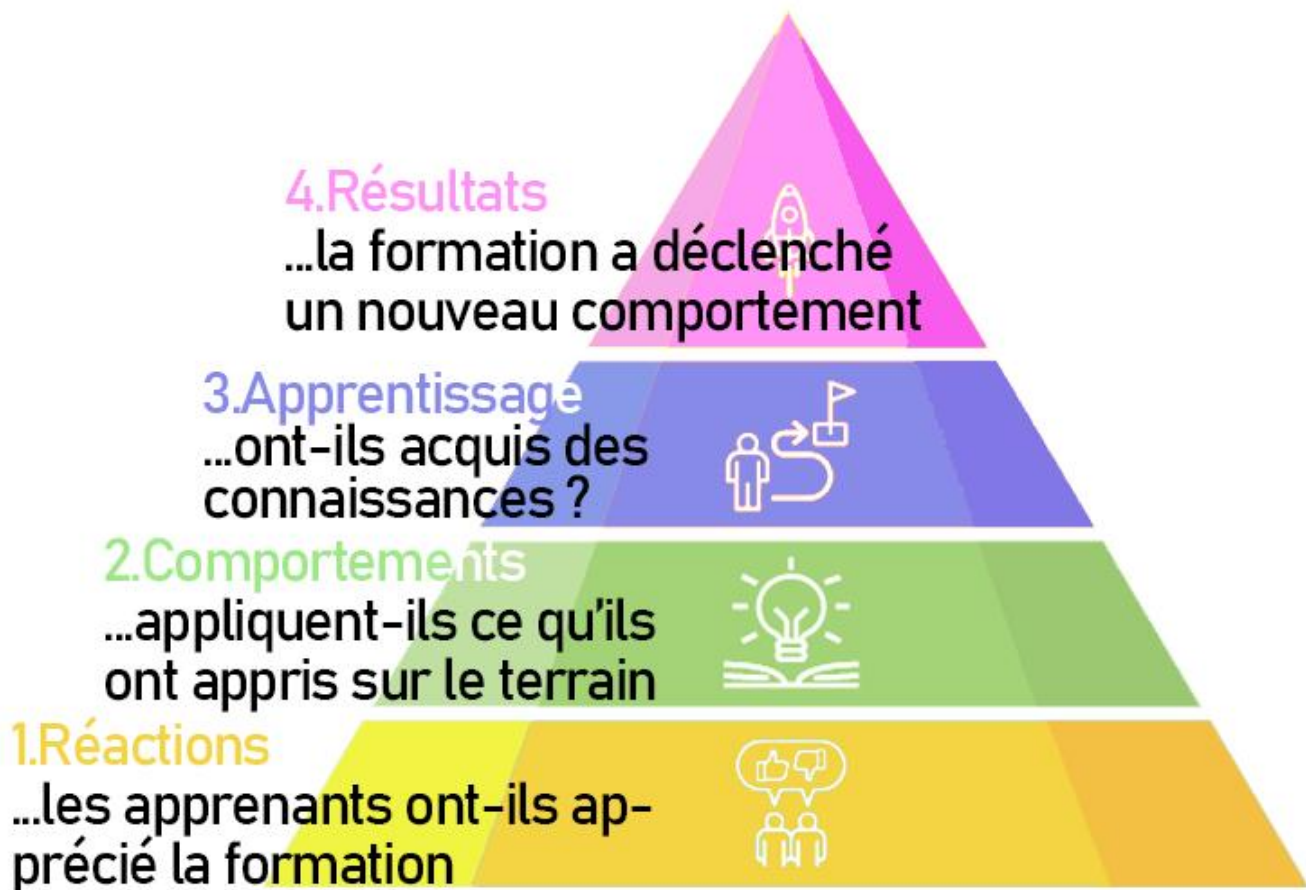 4.Résultats
...la formation a déclenché
un nouveau comportement
3.Apprentissage
...ont-ils acquis des
connaissances ?
2.Comportements
...appliquent-ils ce qu'ils
ont appris sur le terrain
1.Réactions
...les apprenants ont-ils ap-
précié la formation